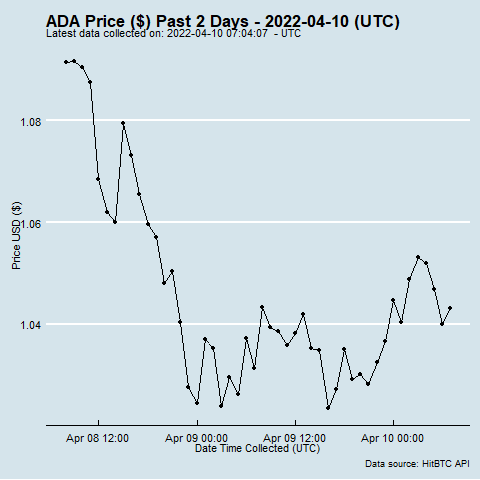 ADA Price ($) Past 2 Days - 2022-04-10 (UTC)
Latest data collected on: 2022-04-10 07:04:07 - UTC
1.08
1.06
1.04
Price USD ($)
Apr 08 12:00
Apr 09 00:00
Apr 09 12:00
Apr 10 00:00
Date Time Collected (UTC)
Data source: HitBTC API